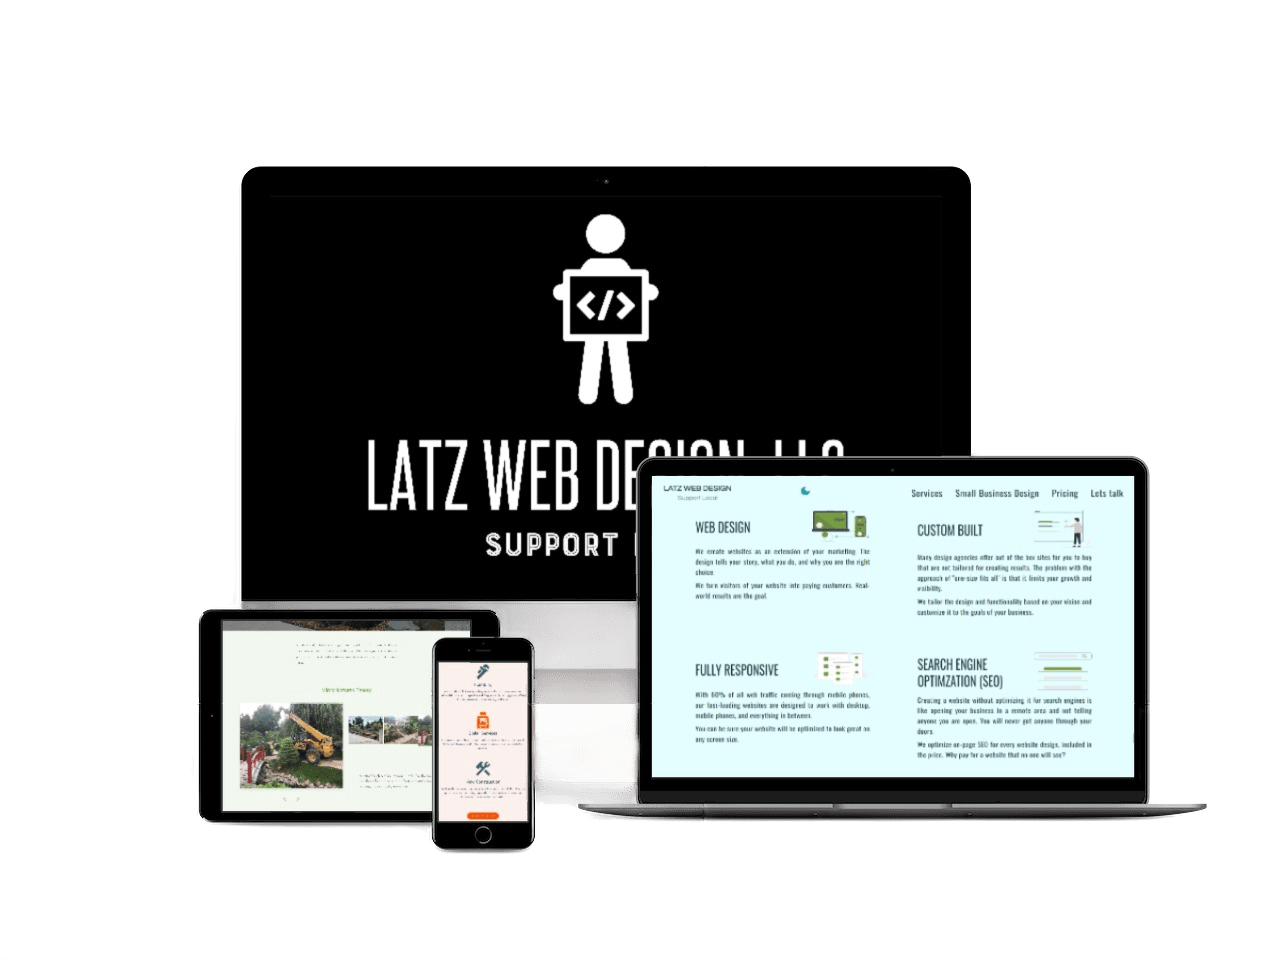 </>
LATZ WEB DE
SUPPORT
LATZ WEB DESIGN
Support Local
Services Small Business Design Pricing Lets talk
WEB DESIGN
We create websites as an extension of your marketing. The
design tells your story, what you do, and why you are the right
choice.
We turn visitors of your website into paying customers. Real-
world results are the goal.
CUSTOM BUILT
Many design agencies offer out of the box sites for you to buy
that are not tailored for creating results. The problem with the
approach of "one-size fits all" is that it limits your growth and
visibility.
We tailor the design and functionality based on your vision and
customize it to the goals of your business.
FULLY RESPONSIVE
With 60% of all web traffic coming through mobile phones,
our fast-loading websites are designed to work with desktop,
mobile phones, and everything in between.
You can be sure your website will be optimized to look great on
any screen size.
SEARCH ENGINE
OPTIMZATION (SEO)
Creating a website without optimizing it for search engines is
like opening your business in a remote area and not telling
anyone you are open. You will never get anyone through your
doors.
We optimize on-page SEO for every website design, included in
the price. Why pay for a website that no one will see?
New Construction